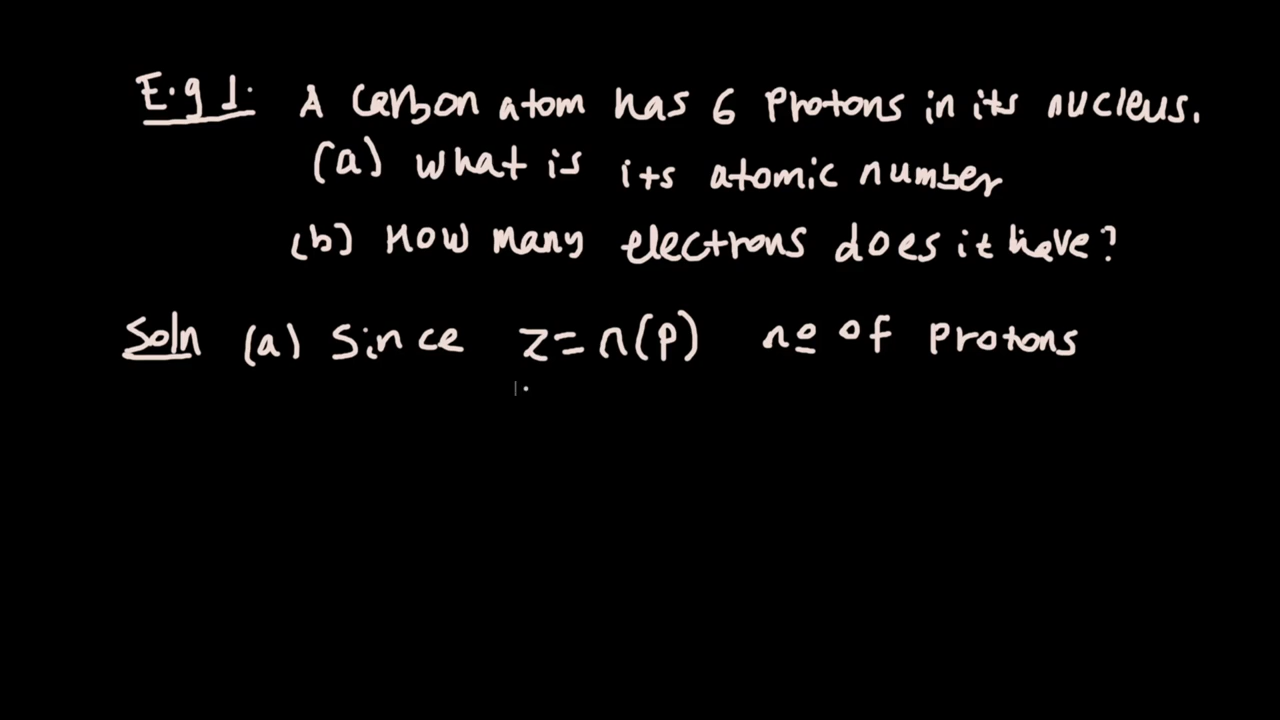 E.g 1. A carbon atom has 6 Protons in its nucleus.
(a) What is its atomic number
(b) How many electrons does it have?
Soln (a) Since Z = n(P) nº of Protons